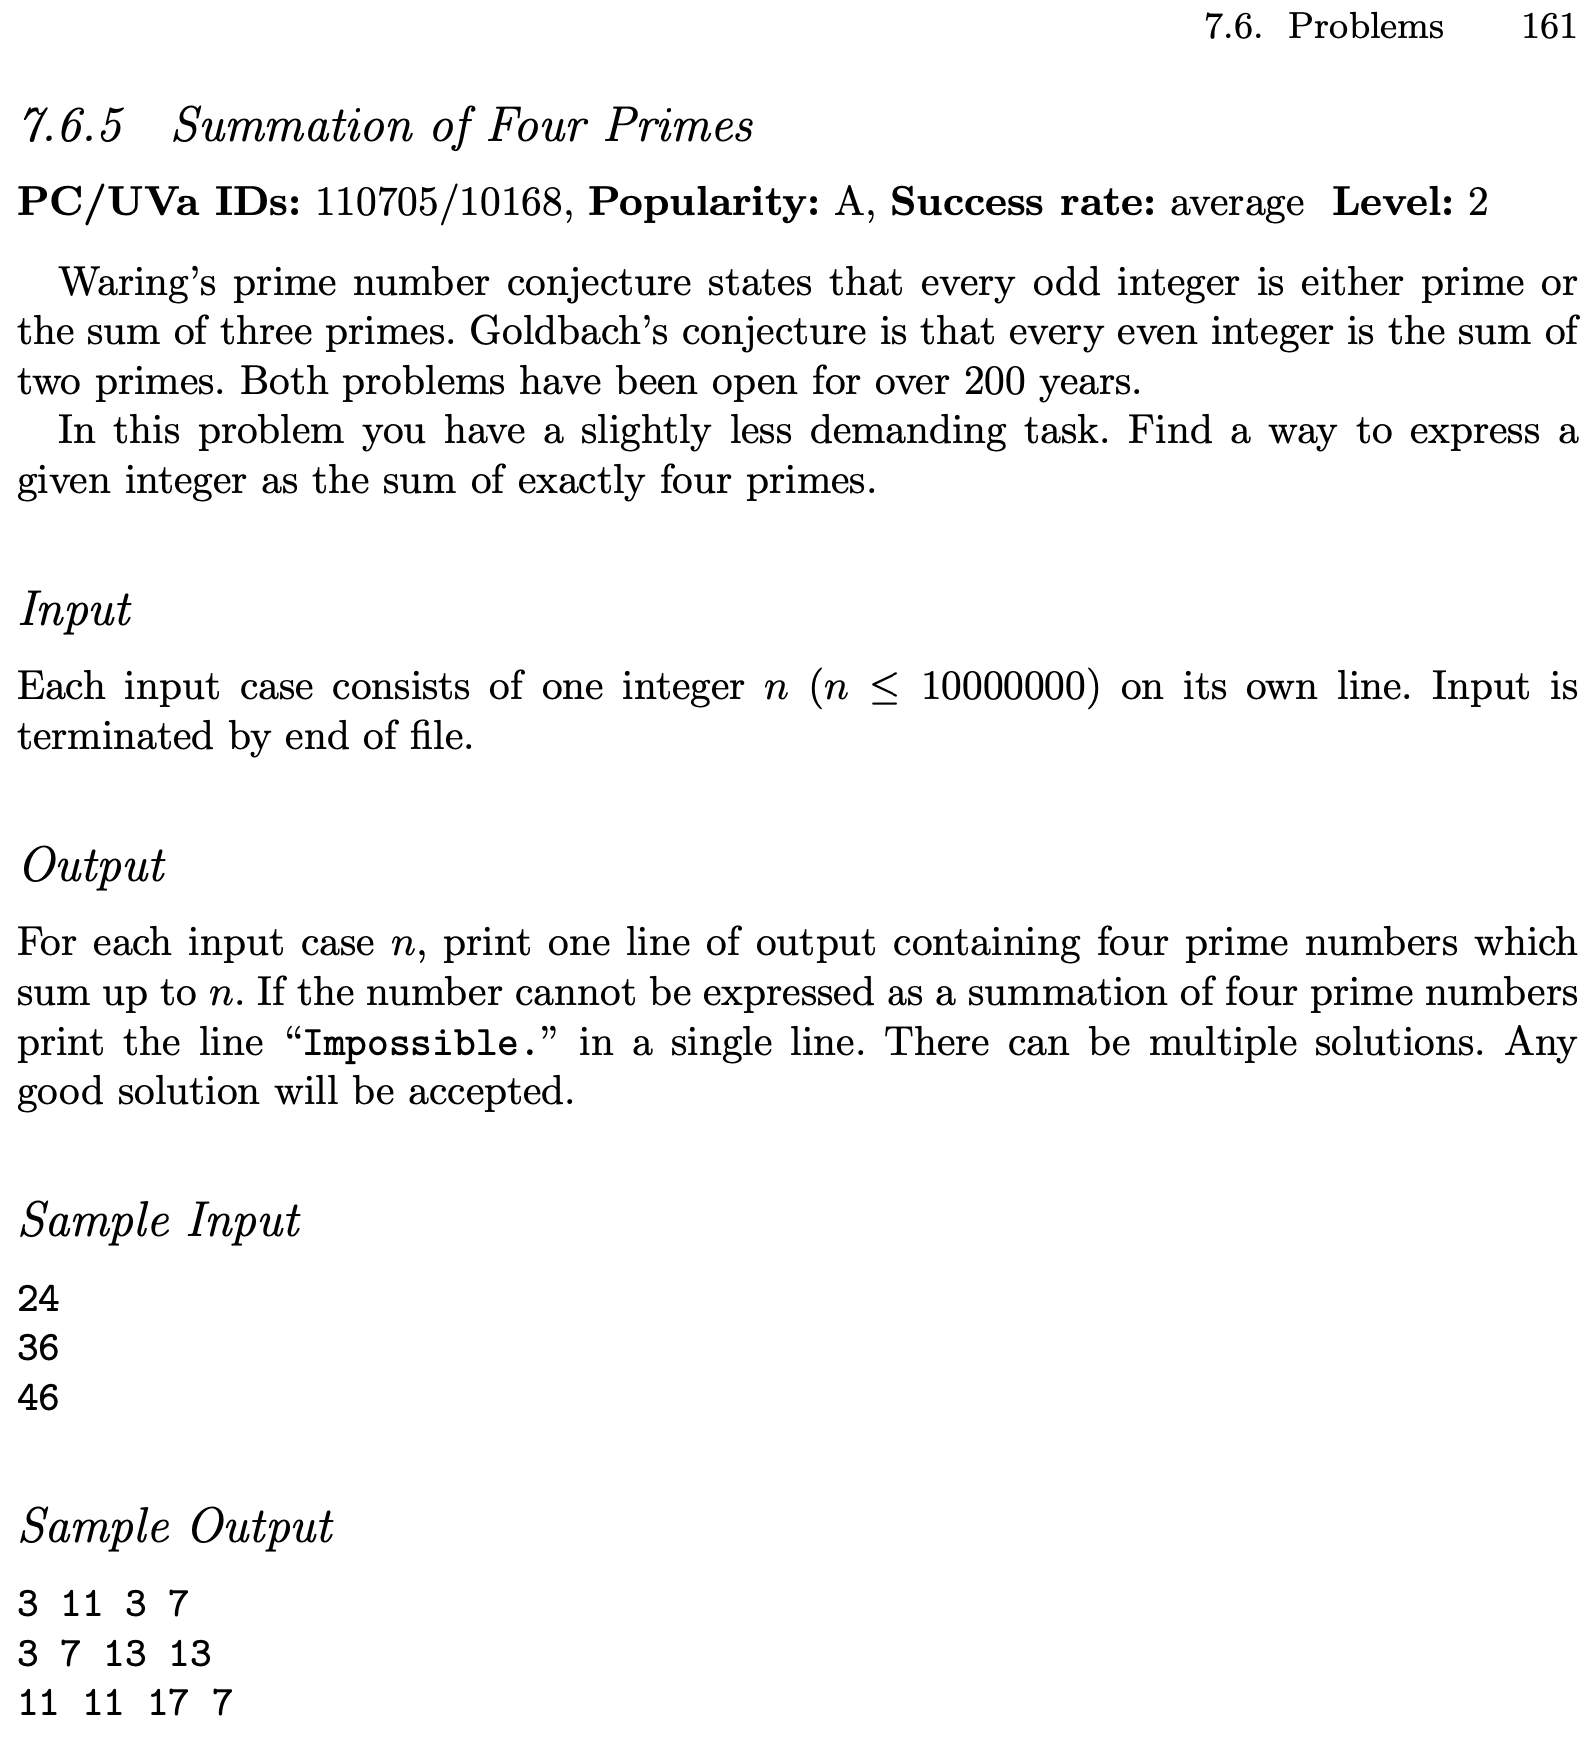 7.6. Problems 161
7.6.5 Summation of Four Primes
PC/UVa IDs: 110705/10168, Popularity: A, Success rate: average Level: 2
Waring’s prime number conjecture states that every odd integer is either prime or
the sum of three primes. Goldbach’s conjecture is that every even integer is the sum of
two primes. Both problems have been open for over 200 years.
In this problem you have a slightly less demanding task. Find a way to express a
given integer as the sum of exactly four primes.
Input
Each input case consists of one integer n (n ≤ 10000000) on its own line. Input is
terminated by end of file.
Output
For each input case n, print one line of output containing four prime numbers which
sum up to n. If the number cannot be expressed as a summation of four prime numbers
print the line “Impossible.” in a single line. There can be multiple solutions. Any
good solution will be accepted.
Sample Input
24
36
46
Sample Output
3 11 3 7
3 7 13 13
11 11 17 7